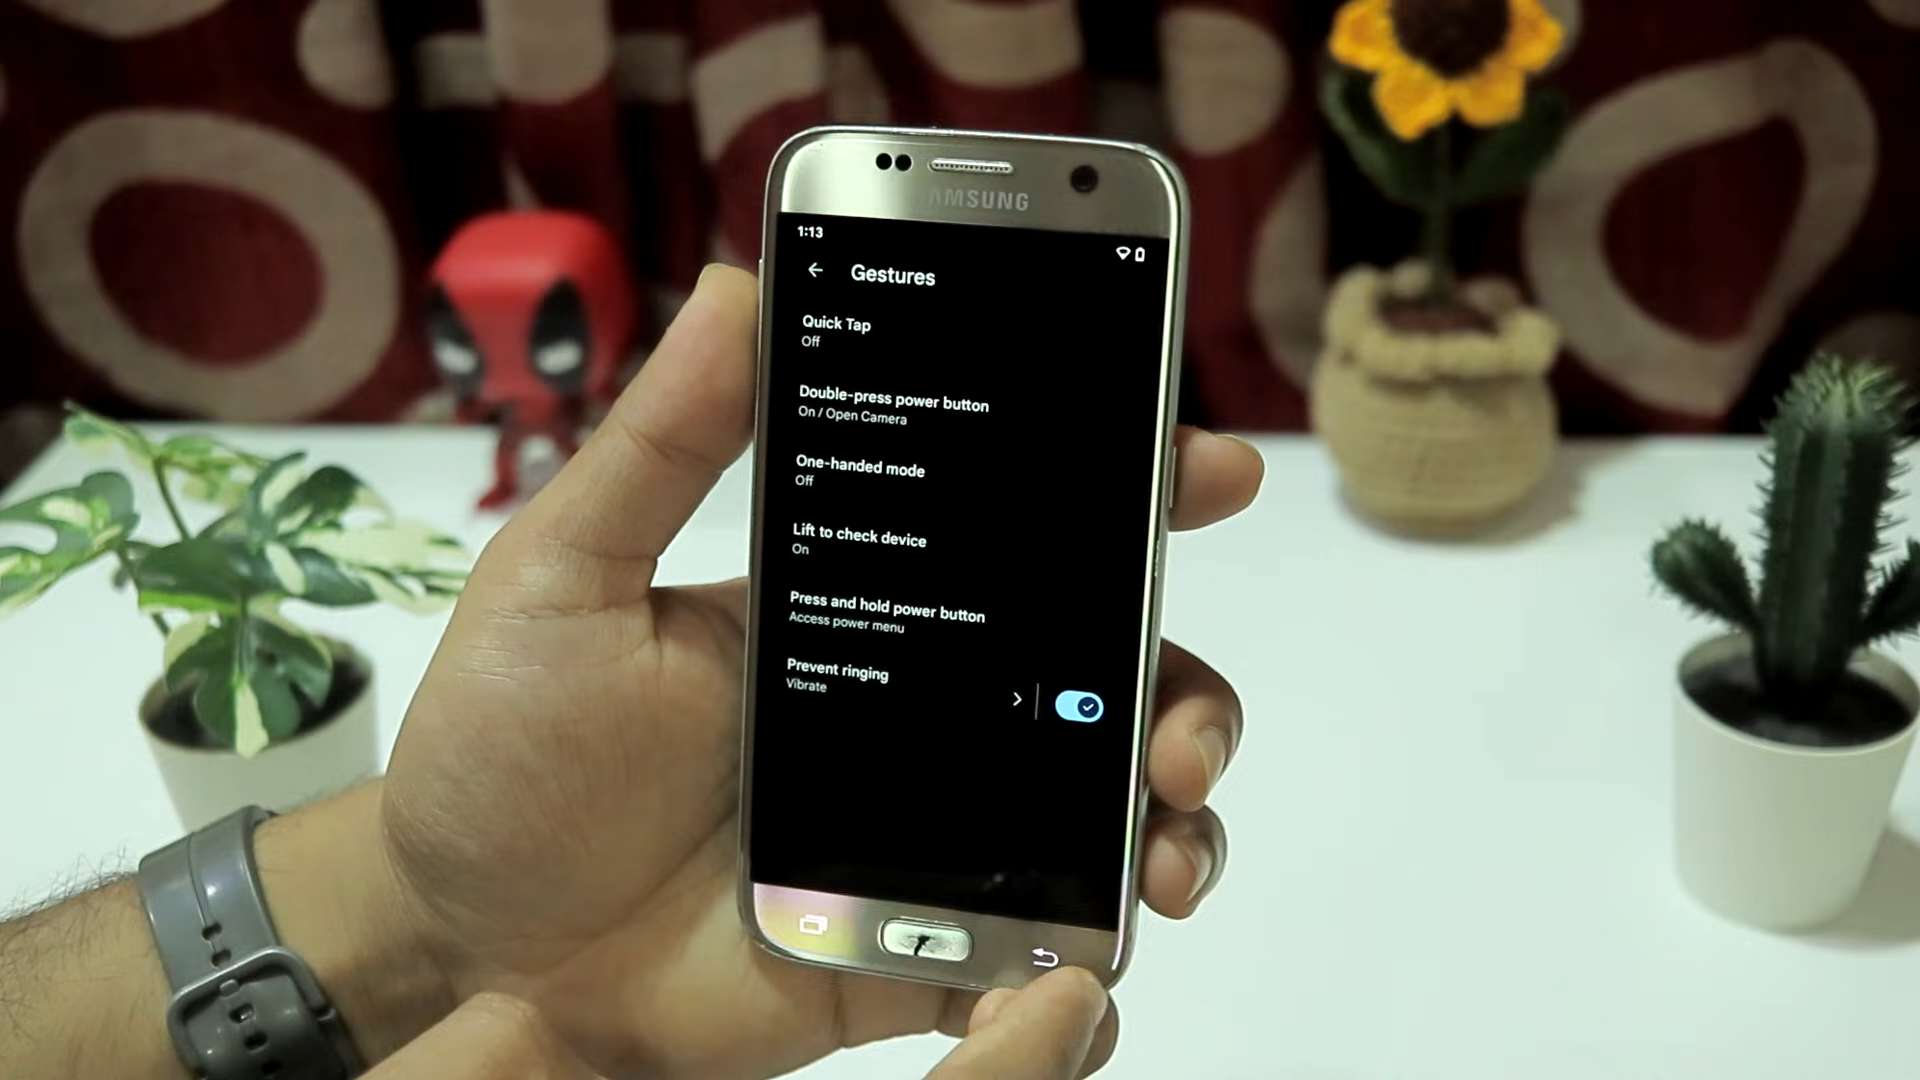 SAMSUNG
1:13
Gestures
Quick Tap
Off
Double-press power button
On / Open Camera
One-handed mode
Off
Lift to check device
On
Press and hold power button
Access power menu
Prevent ringing
Vibrate